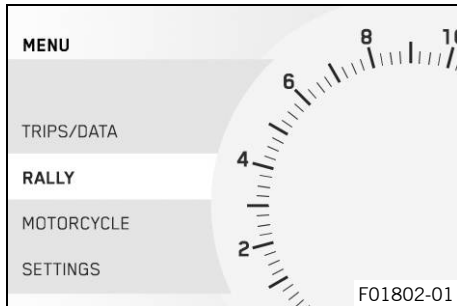 MENU
TRIPS/DATA
RALLY
MOTORCYCLE
SETTINGS
2
4
6
8
F01802-01